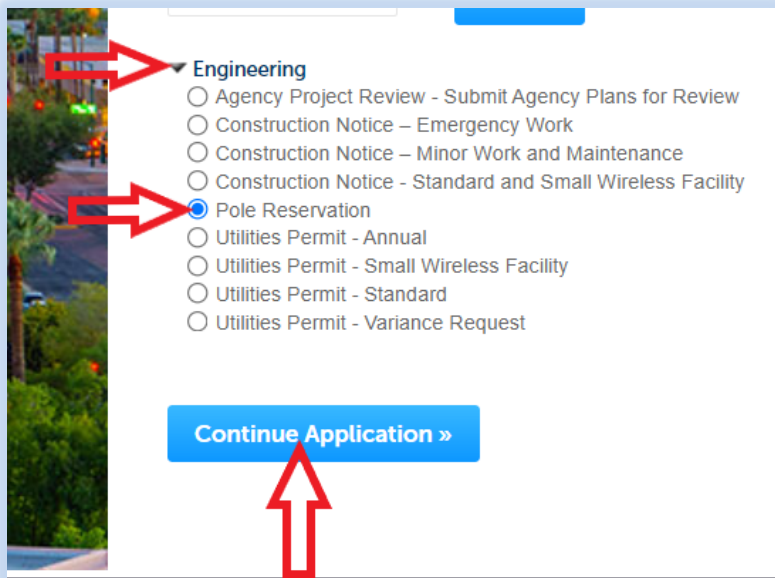 Engineering
Agency Project Review - Submit Agency Plans for Review
Construction Notice – Emergency Work
Construction Notice – Minor Work and Maintenance
Construction Notice - Standard and Small Wireless Facility
Pole Reservation
Utilities Permit - Annual
Utilities Permit - Small Wireless Facility
Utilities Permit - Standard
Utilities Permit - Variance Request
Continue Application »